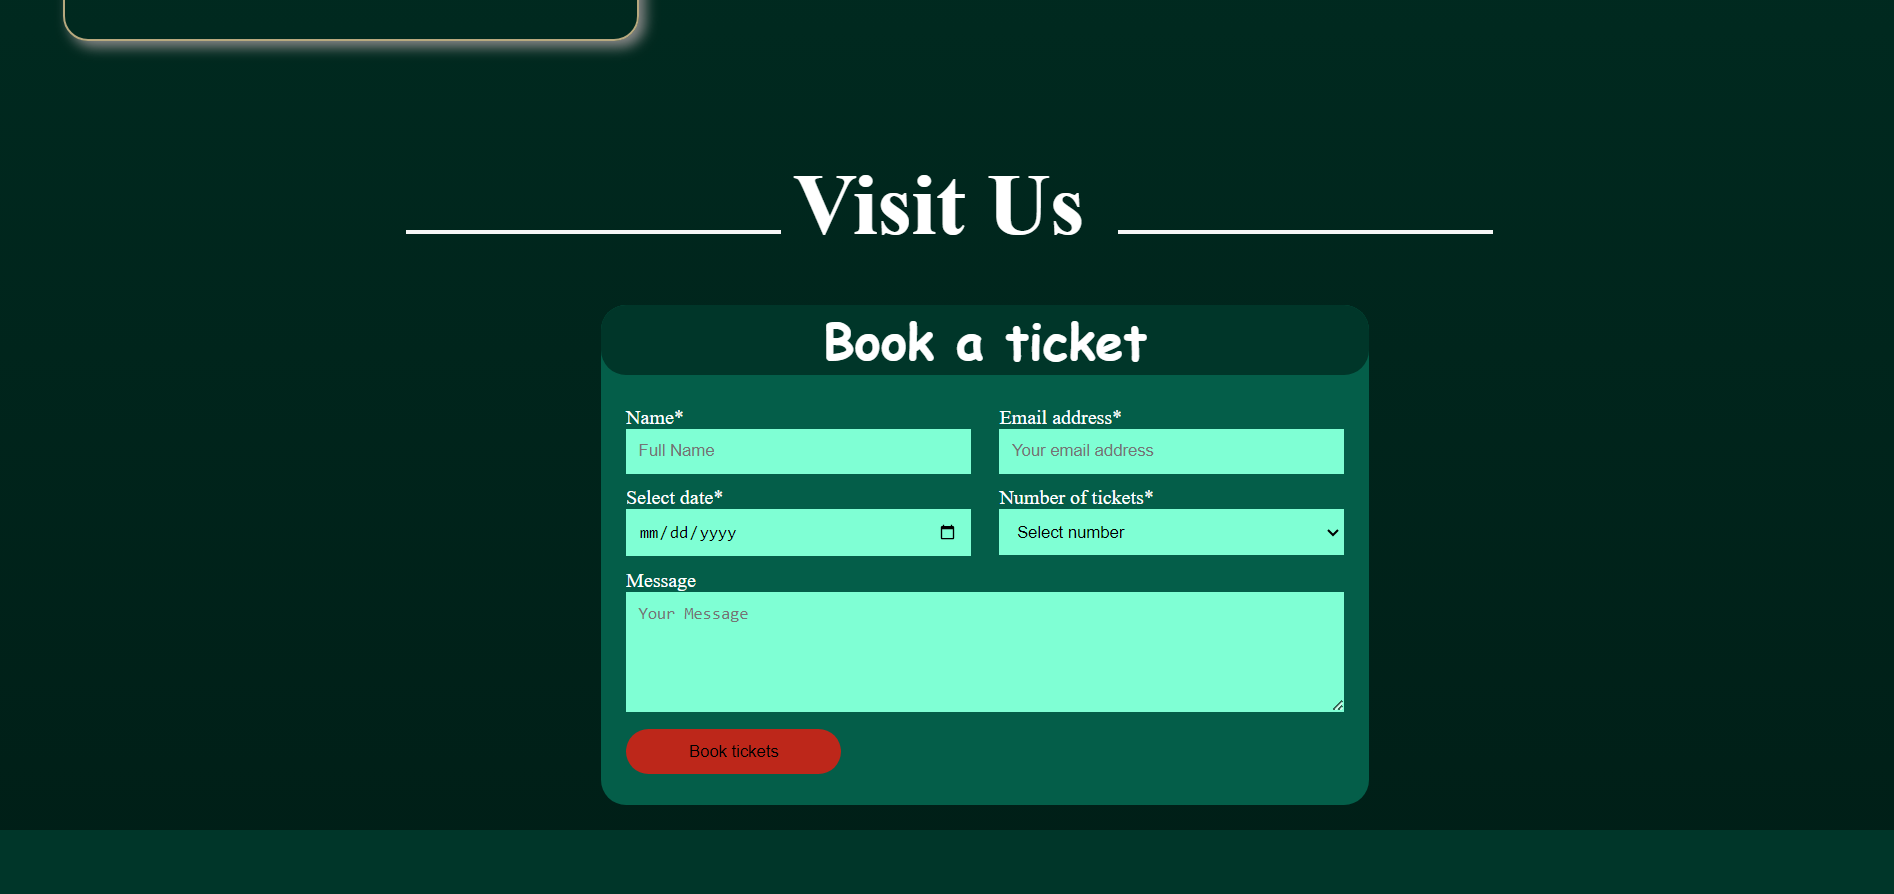 Visit Us
Book a ticket
Name*
Email address*
Full Name
Your email address
Select date*
Number of tickets*
mm/dd/yyyy
Select number
Message
Your Message
Book tickets